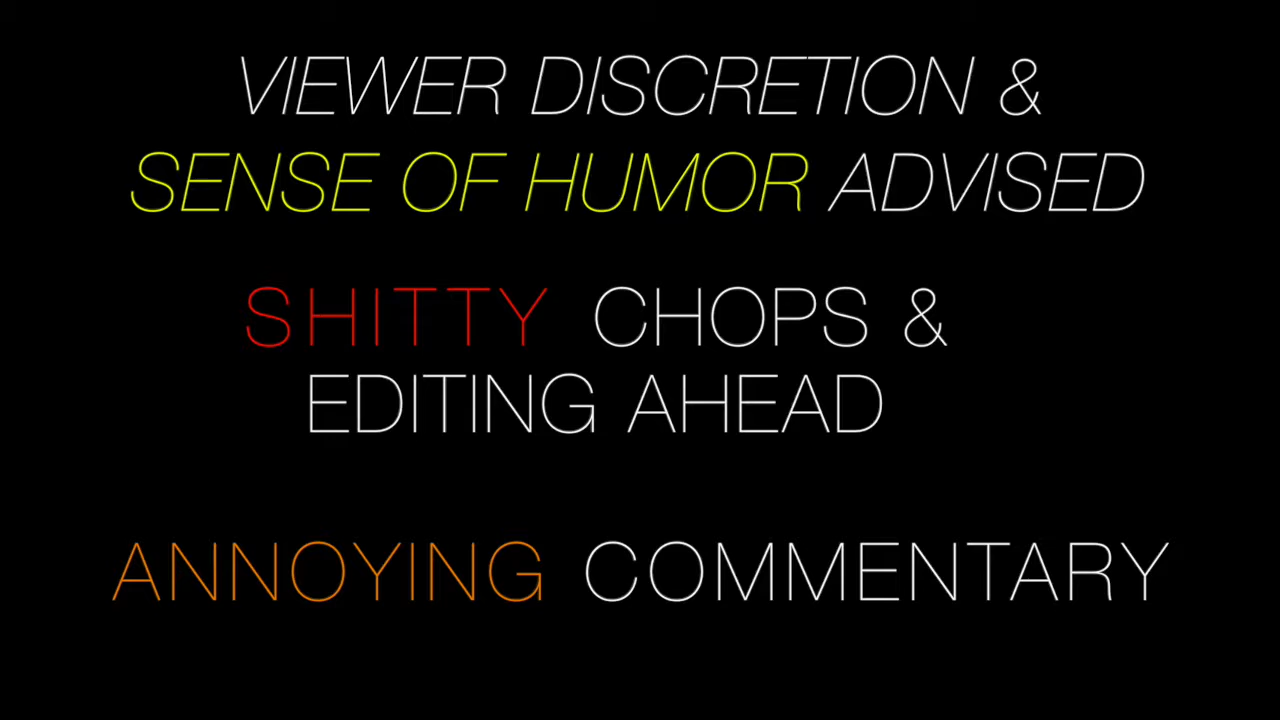 VIEWER DISCRETION &
SENSE OF HUMOR ADVISED
SHITTY CHOPS &
EDITING AHEAD
ANNOYING COMMENTARY